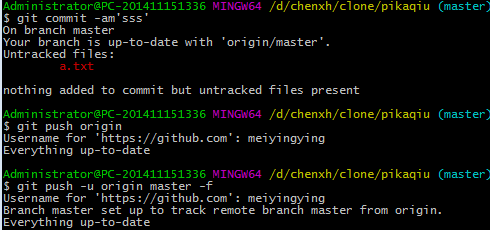 Administrator@PC-201411151336 MINGW64 /d/chenxh/clone/pikaqiu (master)
$ git commit -am'sss'
On branch master
Your branch is up-to-date with 'origin/master'.
Untracked files:
        a.txt

nothing added to commit but untracked files present

Administrator@PC-201411151336 MINGW64 /d/chenxh/clone/pikaqiu (master)
$ git push origin
Username for 'https://github.com': meiyingying
Everything up-to-date

Administrator@PC-201411151336 MINGW64 /d/chenxh/clone/pikaqiu (master)
$ git push -u origin master -f
Username for 'https://github.com': meiyingying
Branch master set up to track remote branch master from origin.
Everything up-to-date